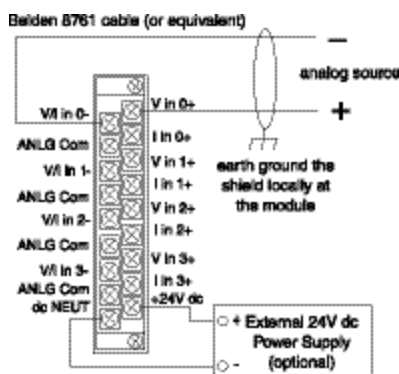 Belden 8761 cable (or equivalent)
−
analog source
+
V/I in 0-
ANLG Com
V/I in 1-
ANLG Com
V/I in 2-
ANLG Com
V/I in 3-
ANLG Com
dc NEUT
V in 0+
I in 0+
V in 1+
I in 1+
V in 2+
I in 2+
V in 3+
I in 3+
+24V dc
earth ground the
shield locally at
the module
+ External 24V dc
Power Supply
- (optional)